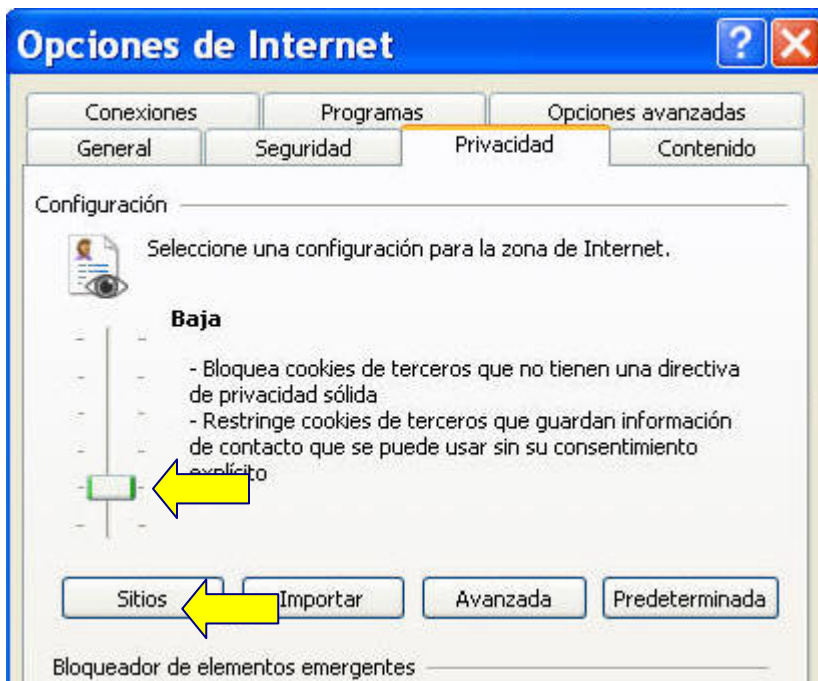 Opciones de Internet
?
Conexiones Programas Opciones avanzadas
General Seguridad Privacidad Contenido
Configuración
Seleccione una configuración para la zona de Internet.
Baja
- Bloquea cookies de terceros que no tienen una directiva
de privacidad sólida
- Restringe cookies de terceros que guardan información
de contacto que se puede usar sin su consentimiento
explícito
Sitios Importar Avanzada Predeterminada
Bloqueador de elementos emergentes